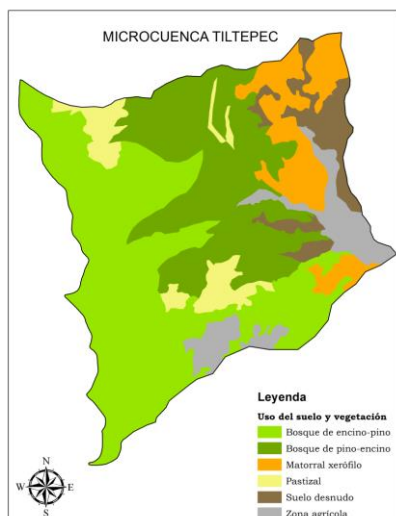 MICROCUENCA TILTEPEC
Leyenda
Uso del suelo y vegetación
Bosque de encino-pino
Bosque de pino-encino
Matorral xerófilo
Pastizal
Suelo desnudo
Zona agrícola
N
W E
S